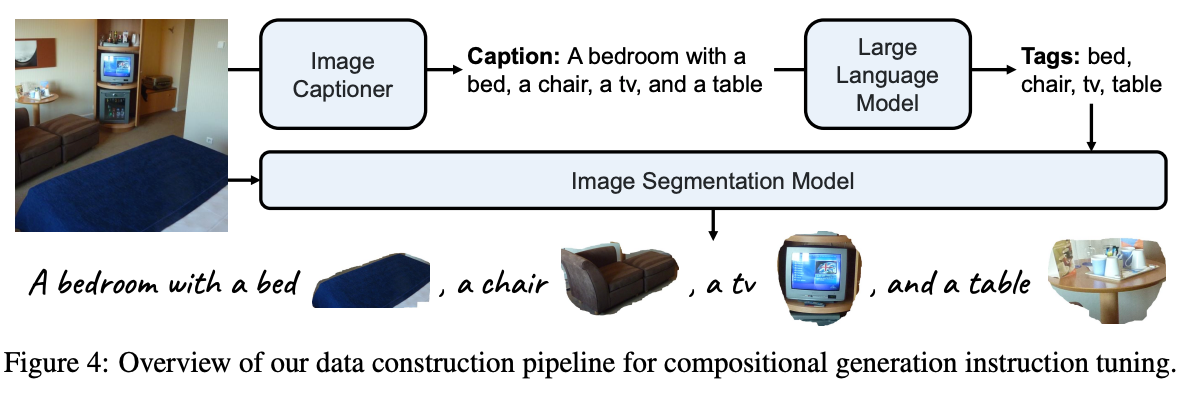 Image
Captioner
Caption: A bedroom with a
bed, a chair, a tv, and a table
Large
Language
Model
Tags: bed,
chair, tv, table
Image Segmentation Model
A bedroom with a bed , a chair , a tv , and a table
Figure 4: Overview of our data construction pipeline for compositional generation instruction tuning.